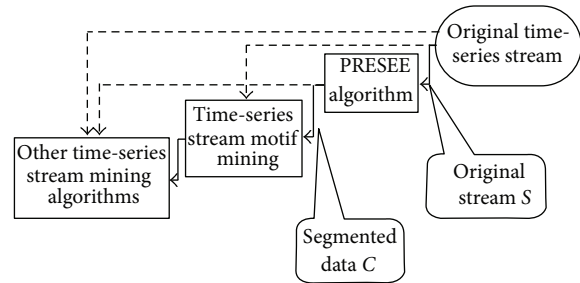 Original time-
series stream
PRESEE
algorithm
Time-series
stream motif
mining
Other time-series
stream mining
algorithms
Original
stream S
Segmented
data C